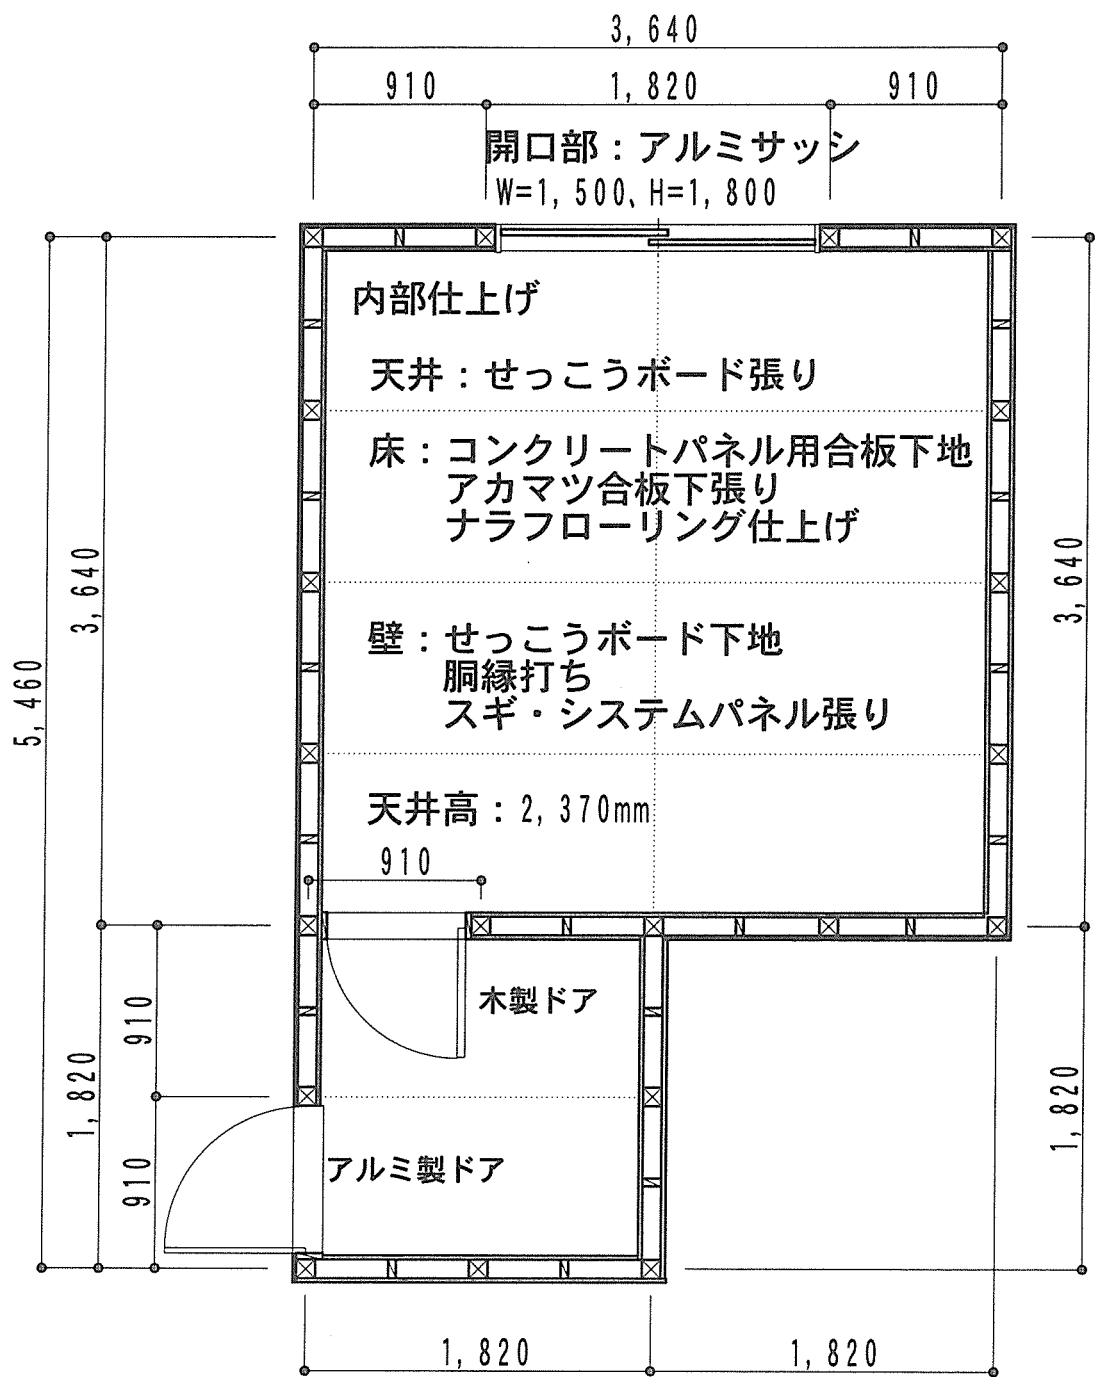 3,640
910
1,820
910
開口部：アルミサッシ
W=1,500、H=1,800
内部仕上げ
天井：せっこうボード張り
床：コンクリートパネル用合板下地
アカマツ合板下張り
ナラフローリング仕上げ
壁：せっこうボード下地
胴縁打ち
スギ・システムパネル張り
天井高：2,370mm
910
5,460
3,640
3,640
木製ドア
910
1,820
910
1,820
アルミ製ドア
1,820
1,820